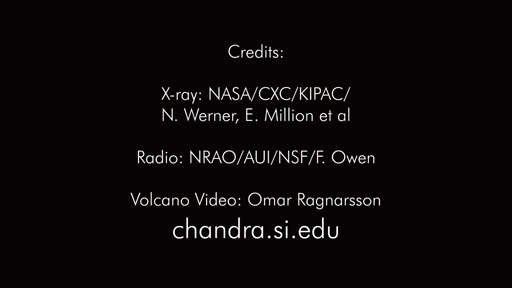 Credits:
X-ray: NASA/CXC/KIPAC/
N. Werner, E. Million et al
Radio: NRAO/AUI/NSF/F. Owen
Volcano Video: Omar Ragnarsson
chandra.si.edu